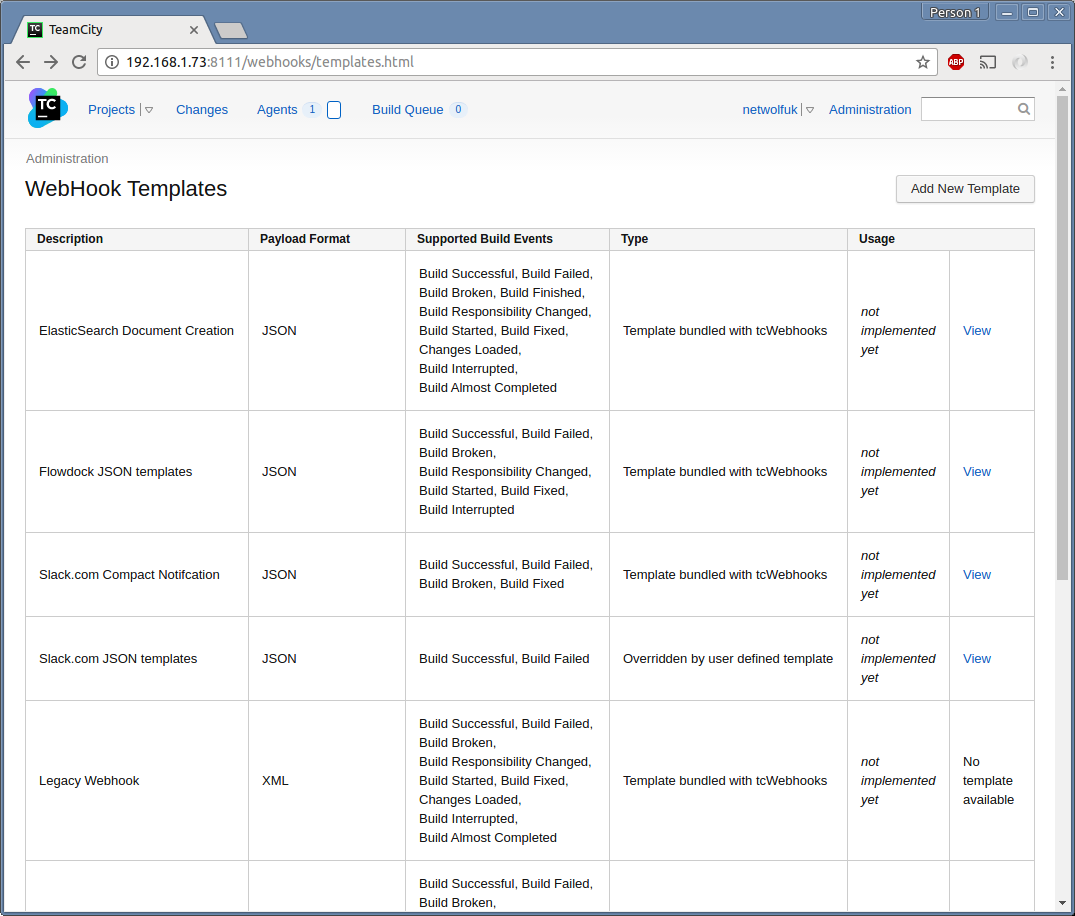 Person 1
TC TeamCity
192.168.1.73:8111/webhooks/templates.html
ABP
TC Projects Changes Agents 1 Build Queue 0 netwolfuk Administration
Administration
WebHook Templates
Add New Template
Description Payload Format Supported Build Events Type Usage
ElasticSearch Document Creation
JSON
Build Successful, Build Failed,
Build Broken, Build Finished,
Build Responsibility Changed,
Build Started, Build Fixed,
Changes Loaded,
Build Interrupted,
Build Almost Completed
Template bundled with tcWebhooks
not
implemented
yet
View
Flowdock JSON templates
JSON
Build Successful, Build Failed,
Build Broken,
Build Responsibility Changed,
Build Started, Build Fixed,
Build Interrupted
Template bundled with tcWebhooks
not
implemented
yet
View
Slack.com Compact Notifcation
JSON
Build Successful, Build Failed,
Build Broken, Build Fixed
Template bundled with tcWebhooks
not
implemented
yet
View
Slack.com JSON templates
JSON
Build Successful, Build Failed
Overridden by user defined template
not
implemented
yet
View
Legacy Webhook
XML
Build Successful, Build Failed,
Build Broken,
Build Responsibility Changed,
Build Started, Build Fixed,
Changes Loaded,
Build Interrupted,
Build Almost Completed
Template bundled with tcWebhooks
not
implemented
yet
No
template
available
Build Successful, Build Failed,
Build Broken,